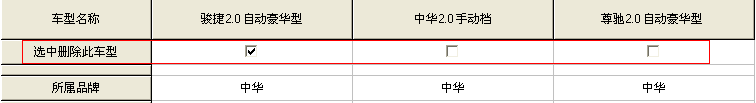 车型名称 骏捷2.0自动豪华型 中华2.0手动档 尊驰2.0自动豪华型
选中删除此车型
所属品牌 中华 中华 中华